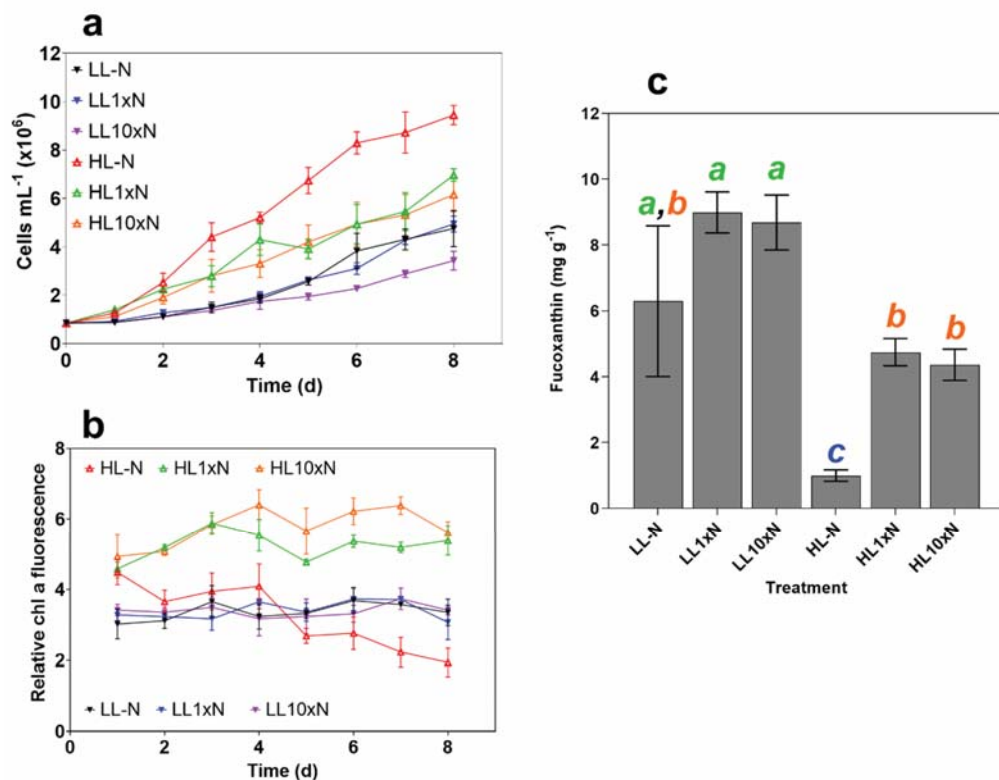 a
Cells mL⁻¹ (x10⁶)
12
10
8
6
4
2
0
LL-N
LL1xN
LL10xN
HL-N
HL1xN
HL10xN
0 2 4 6 8
Time (d)
b
Relative chl a fluorescence
8
6
4
2
0
HL-N HL1xN HL10xN
LL-N LL1xN LL10xN
0 2 4 6 8
Time (d)
c
Fucoxanthin (mg g⁻¹)
12
10
8
6
4
2
0
a,b a a c b b
LL-N LL1xN LL10xN HL-N HL1xN HL10xN
Treatment